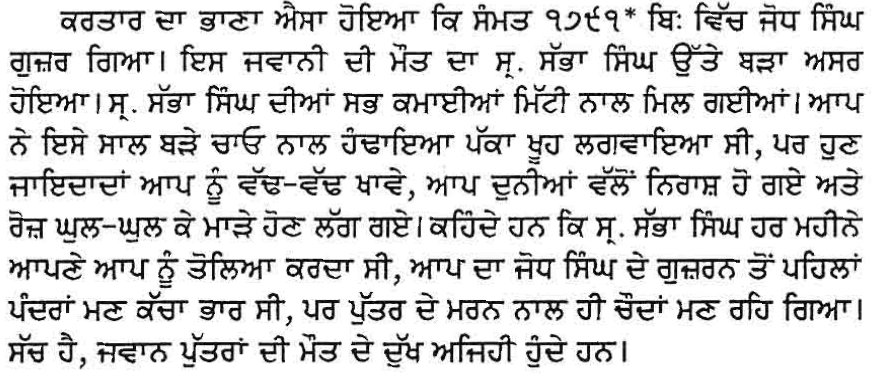 ਕਰਤਾਰ ਦਾ ਭਾਣਾ ਐਸਾ ਹੋਇਆ ਕਿ ਸੰਮਤ ੧੭੯੧* ਬਿਃ ਵਿੱਚ ਜੋਧ ਸਿੰਘ
ਗੁਜ਼ਰ ਗਿਆ। ਇਸ ਜਵਾਨੀ ਦੀ ਮੌਤ ਦਾ ਸ੍ਰ. ਸੱਭਾ ਸਿੰਘ ਉੱਤੇ ਬੜਾ ਅਸਰ
ਹੋਇਆ। ਸ੍ਰ. ਸੱਭਾ ਸਿੰਘ ਦੀਆਂ ਸਭ ਕਮਾਈਆਂ ਮਿੱਟੀ ਨਾਲ ਮਿਲ ਗਈਆਂ। ਆਪ
ਨੇ ਇਸੇ ਸਾਲ ਬੜੇ ਚਾਓ ਨਾਲ ਹੰਢਾਇਆ ਪੱਕਾ ਖੂਹ ਲਗਵਾਇਆ ਸੀ, ਪਰ ਹੁਣ
ਜਾਇਦਾਦਾਂ ਆਪ ਨੂੰ ਵੱਢ-ਵੱਢ ਖਾਵੇ, ਆਪ ਦੁਨੀਆਂ ਵੱਲੋਂ ਨਿਰਾਸ਼ ਹੋ ਗਏ ਅਤੇ
ਰੋਜ਼ ਘੁਲ-ਘੁਲ ਕੇ ਮਾੜੇ ਹੋਣ ਲੱਗ ਗਏ। ਕਹਿੰਦੇ ਹਨ ਕਿ ਸ੍ਰ. ਸੱਭਾ ਸਿੰਘ ਹਰ ਮਹੀਨੇ
ਆਪਣੇ ਆਪ ਨੂੰ ਤੋਲਿਆ ਕਰਦਾ ਸੀ, ਆਪ ਦਾ ਜੋਧ ਸਿੰਘ ਦੇ ਗੁਜ਼ਰਨ ਤੋਂ ਪਹਿਲਾਂ
ਪੰਦਰਾਂ ਮਣ ਕੱਚਾ ਭਾਰ ਸੀ, ਪਰ ਪੁੱਤਰ ਦੇ ਮਰਨ ਨਾਲ ਹੀ ਚੌਦਾਂ ਮਣ ਰਹਿ ਗਿਆ।
ਸੱਚ ਹੈ, ਜਵਾਨ ਪੁੱਤਰਾਂ ਦੀ ਮੌਤ ਦੇ ਦੁੱਖ ਅਜਿਹੀ ਹੁੰਦੇ ਹਨ।